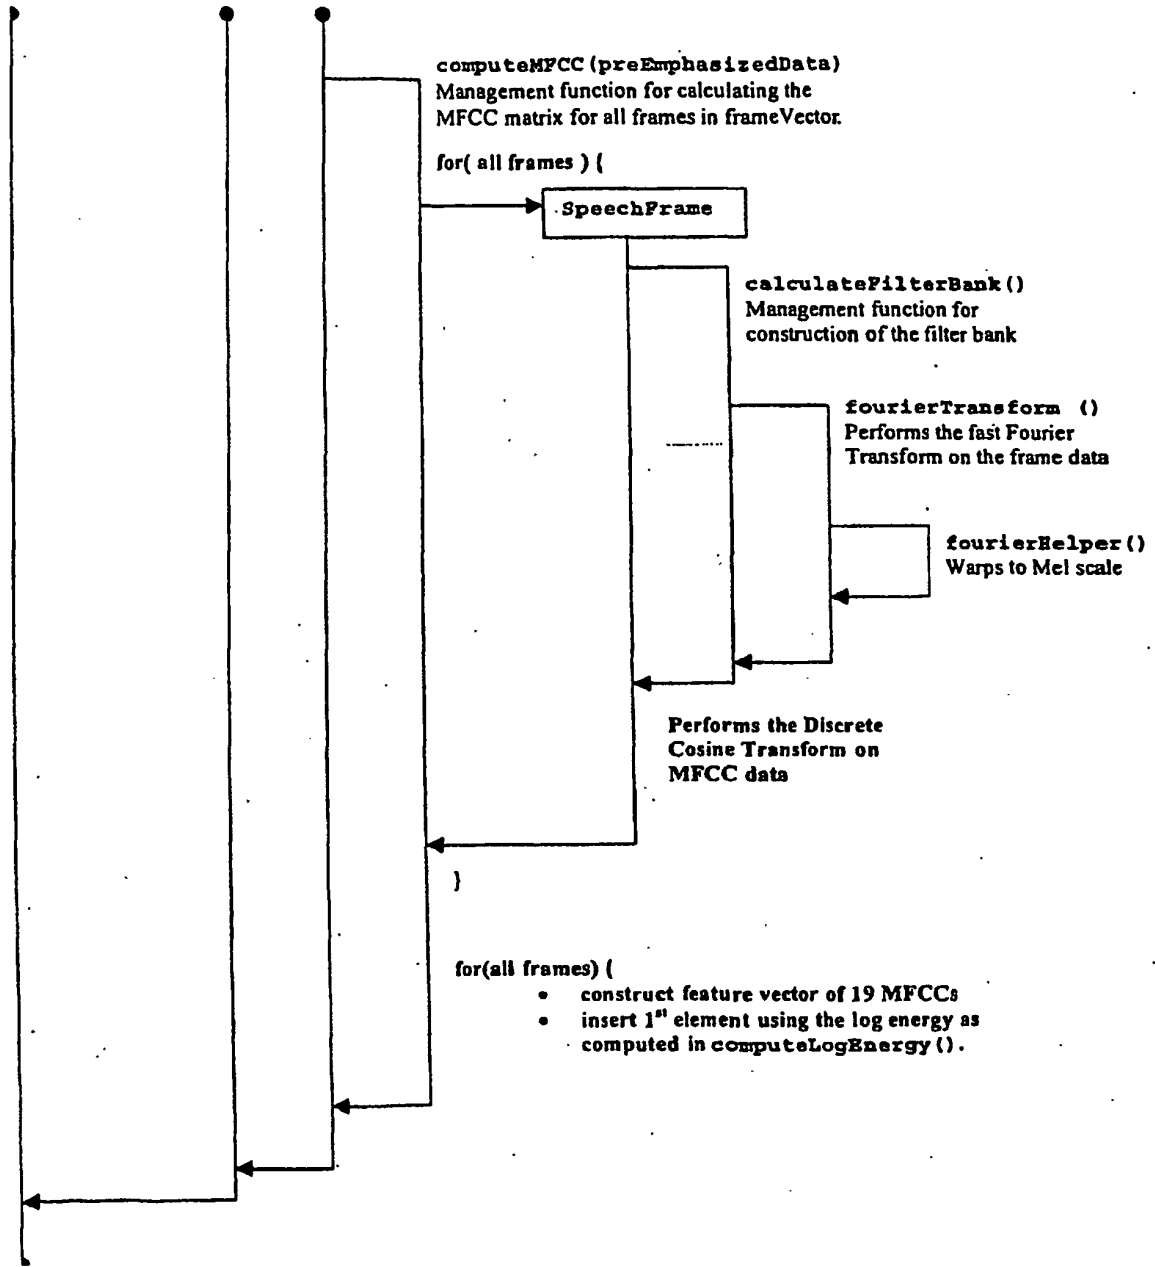 computeMFCC(preEmphasizedData)
Management function for calculating the
MFCC matrix for all frames in frameVector.
for( all frames ) {
SpeechFrame
calculateFilterBank()
Management function for
construction of the filter bank
fourierTransform ()
Performs the fast Fourier
Transform on the frame data
fourierHelper()
Warps to Mel scale
Performs the Discrete
Cosine Transform on
MFCC data
}
for(all frames) {
• construct feature vector of 19 MFCCs
• insert 1st element using the log energy as
computed in computeLogEnergy().